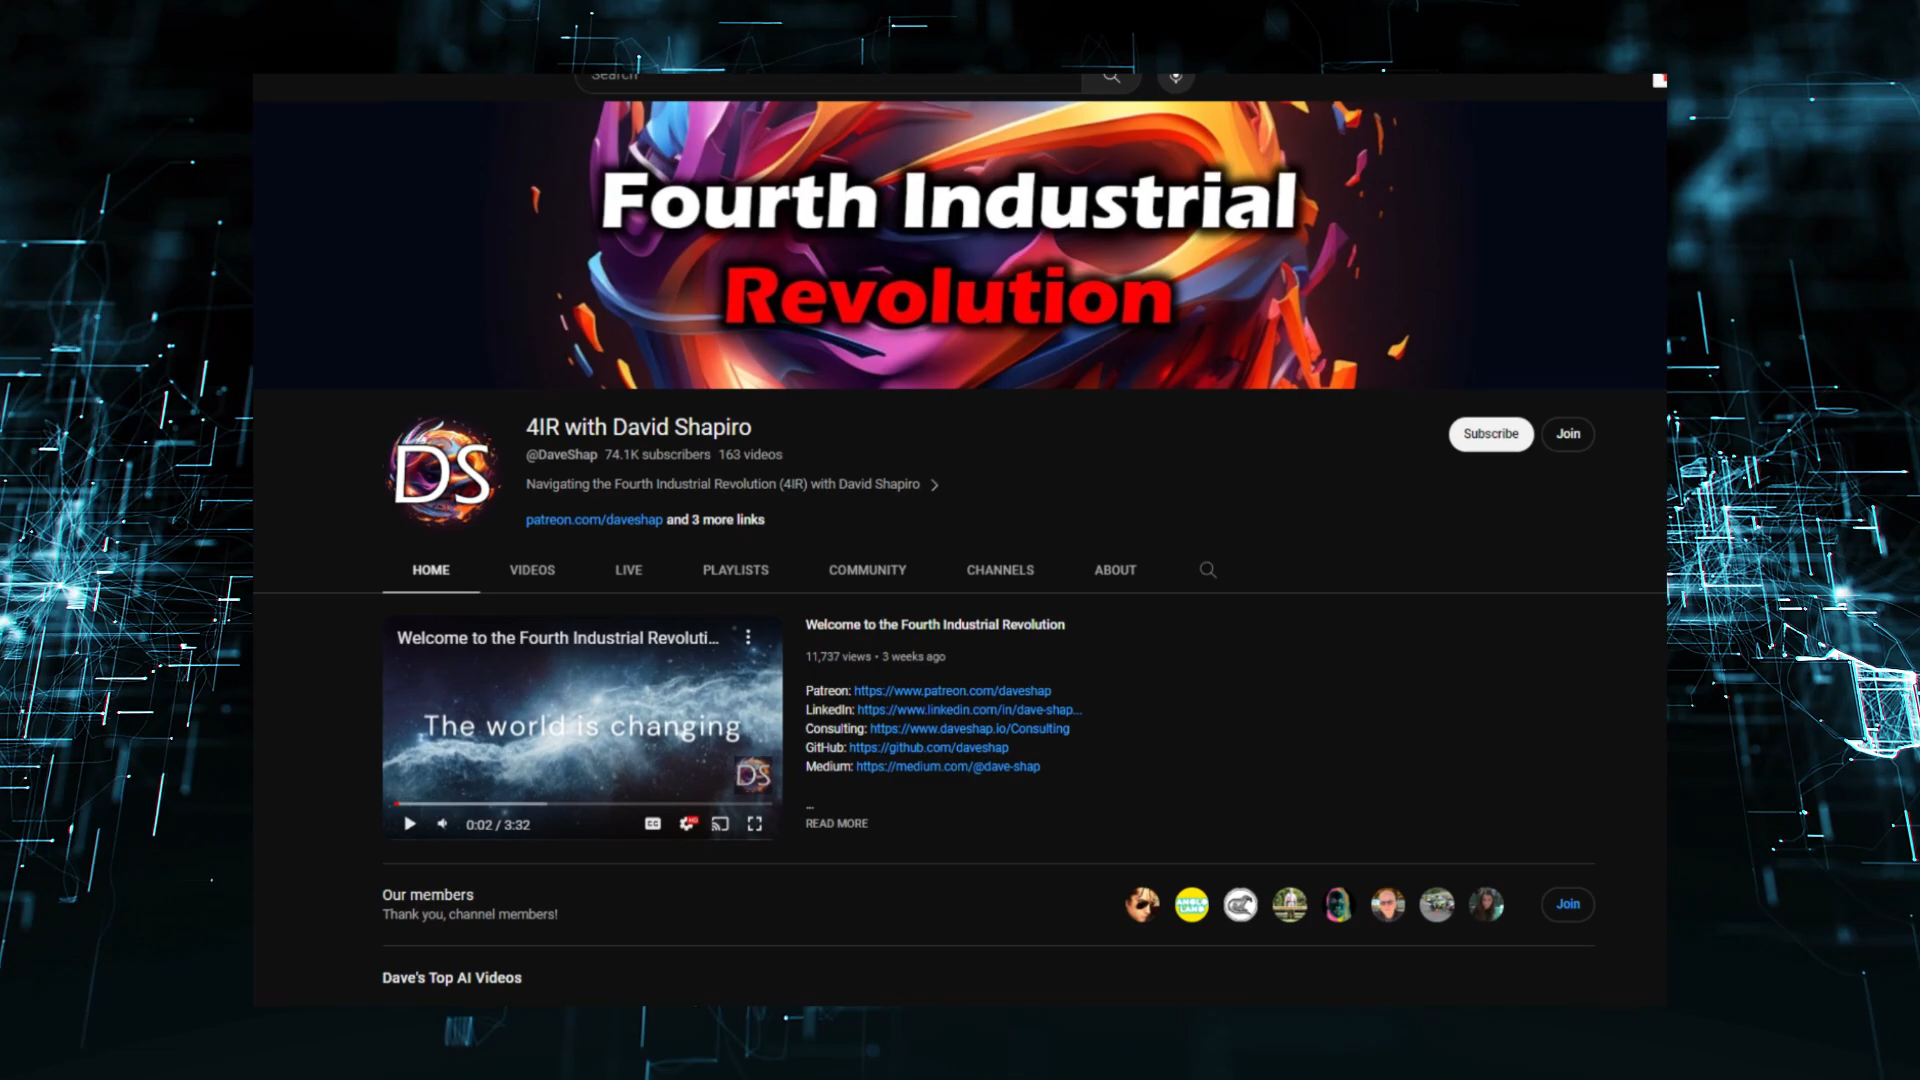 Search
Fourth Industrial
Revolution
DS
4IR with David Shapiro
@DaveShap 74.1K subscribers 163 videos
Navigating the Fourth Industrial Revolution (4IR) with David Shapiro
patreon.com/daveshap and 3 more links
Subscribe
Join
HOME VIDEOS LIVE PLAYLISTS COMMUNITY CHANNELS ABOUT
Welcome to the Fourth Industrial Revoluti...
The world is changing
DS
0:02 / 3:32
CC
HD
Welcome to the Fourth Industrial Revolution
11,737 views • 3 weeks ago
Patreon: https://www.patreon.com/daveshap
LinkedIn: https://www.linkedin.com/in/dave-shap...
Consulting: https://www.daveshap.io/Consulting
GitHub: https://github.com/daveshap
Medium: https://medium.com/@dave-shap
...
READ MORE
Our members
Thank you, channel members!
ANGLO
LAND
Join
Dave's Top AI Videos